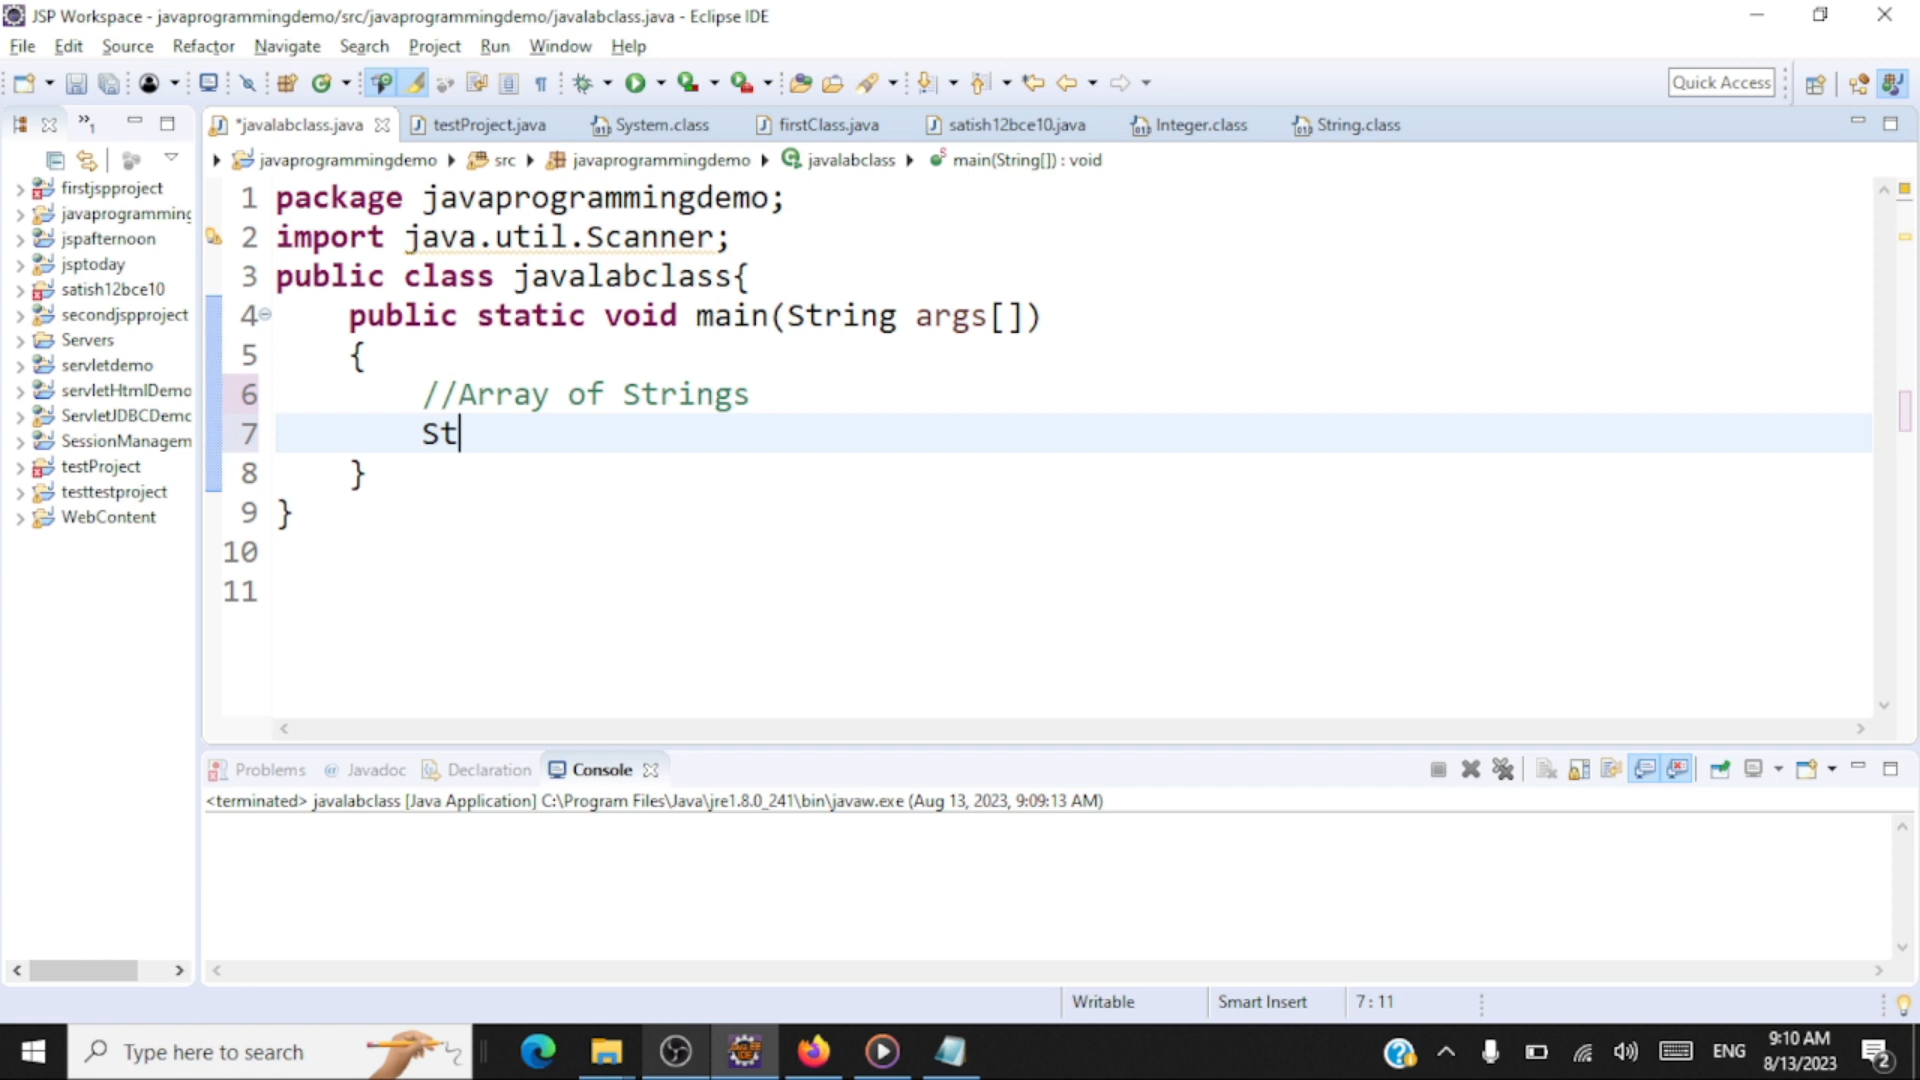 JSP Workspace - javaprogrammingdemo/src/javaprogrammingdemo/javalabclass.java - Eclipse IDE
File Edit Source Refactor Navigate Search Project Run Window Help
Quick Access
*javalabclass.java testProject.java System.class firstClass.java satish12bce10.java Integer.class String.class
javaprogrammingdemo src javaprogrammingdemo javalabclass main(String[]) : void
firstjspproject
javaprogramming
jspafternoon
jsptoday
satish12bce10
secondjspproject
Servers
servletdemo
servletHtmlDemo
ServletJDBCDemo
SessionManagem
testProject
testtestproject
WebContent
1 package javaprogrammingdemo;
2 import java.util.Scanner;
3 public class javalabclass{
4 public static void main(String args[])
5 {
6 //Array of Strings
7 St
8 }
9 }
10
11
Problems @ Javadoc Declaration Console
<terminated> javalabclass [Java Application] C:\Program Files\Java\jre1.8.0_241\bin\javaw.exe (Aug 13, 2023, 9:09:13 AM)
Writable Smart Insert 7 : 11
Type here to search
ENG
9:10 AM
8/13/2023
2